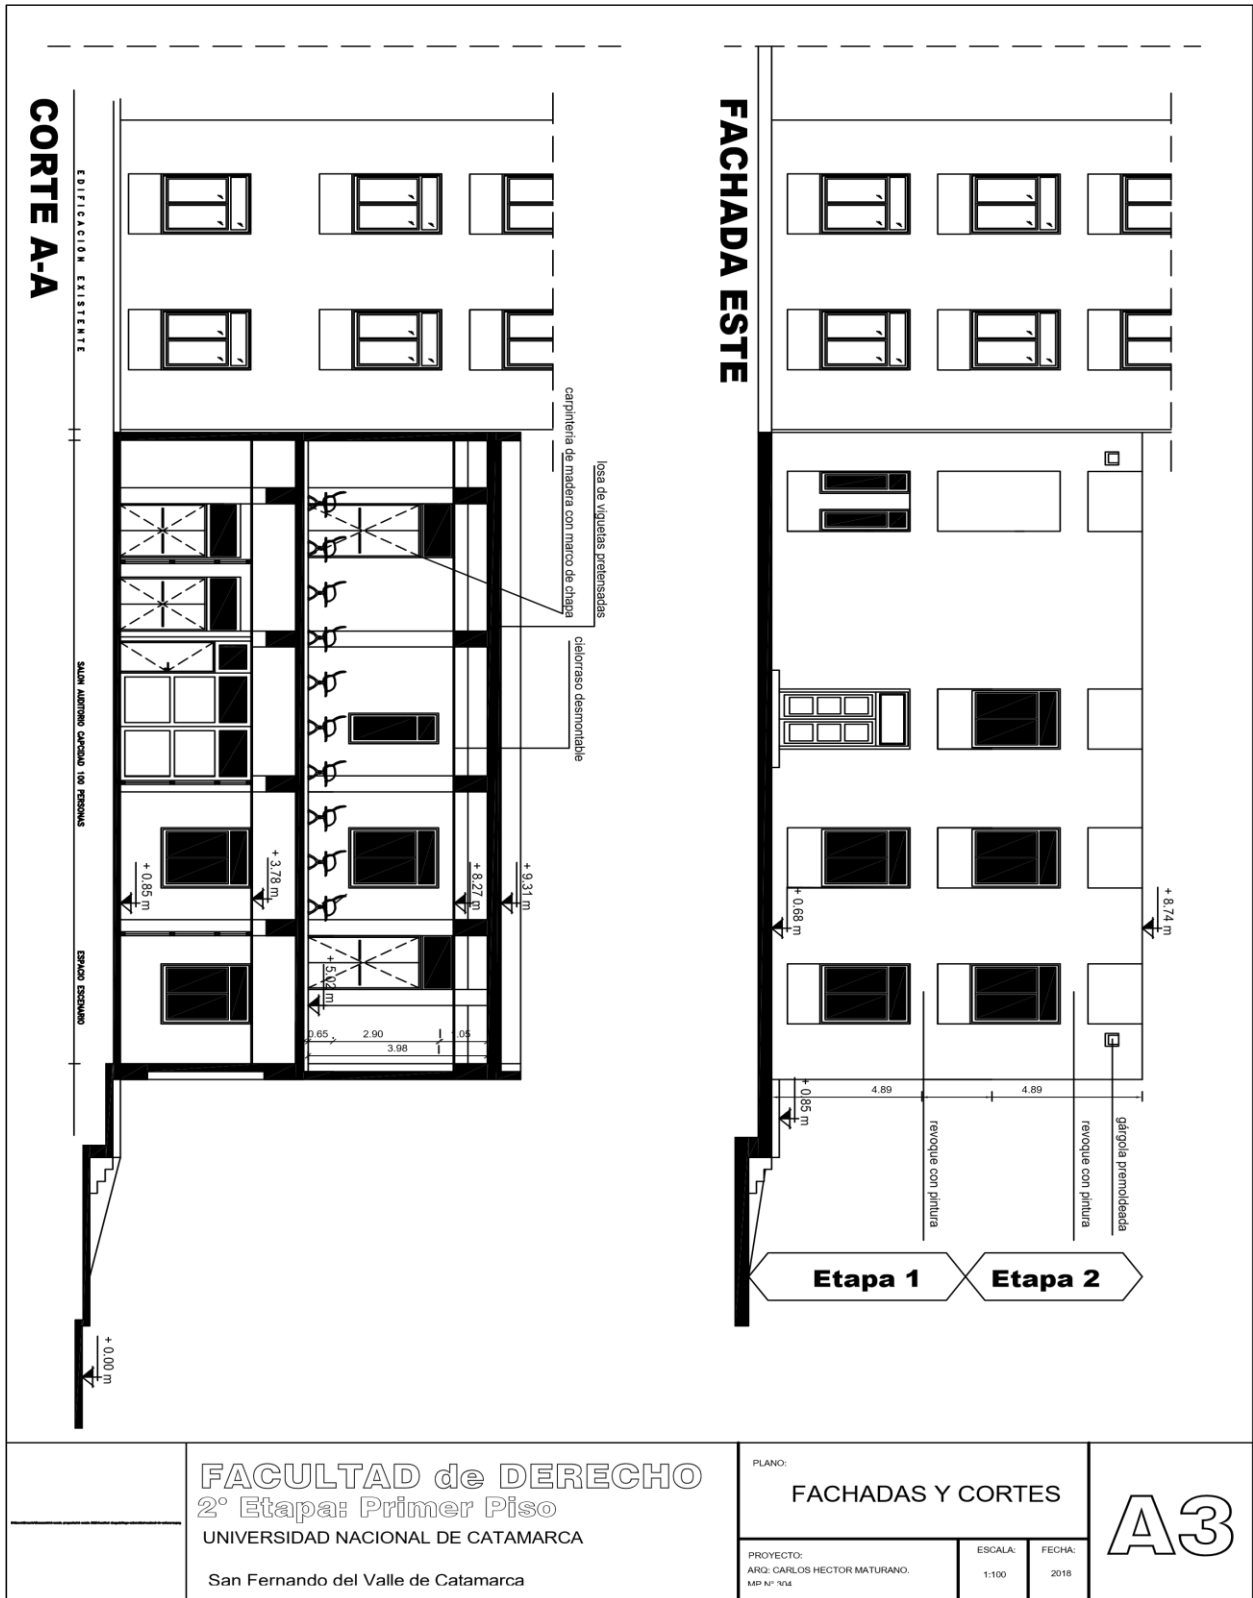 CORTE A-A
EDIFICACIÓN EXISTENTE
SALON AUDITORIO CAPCIDAD 100 PERSONAS
ESPACIO ESCENARIO
carpinteria de madera con marco de chapa
losa de viguetas pretensadas
cielorraso desmontable
+ 0.85 m
+ 3.78 m
+ 8.27 m
+ 9.31 m
+ 5.02 m
0.65
2.90
1.05
3.98
+ 0.00 m
FACHADA ESTE
+ 0.68 m
+ 8.74 m
+ 0.85 m
4.89
4.89
revoque con pintura
revoque con pintura
gárgola premoldeada
Etapa 1
Etapa 2
FACULTAD de DERECHO
2° Etapa: Primer Piso
UNIVERSIDAD NACIONAL DE CATAMARCA
San Fernando del Valle de Catamarca
PLANO:
FACHADAS Y CORTES
PROYECTO:
ARQ: CARLOS HECTOR MATURANO.
MP N° 304
ESCALA:
1:100
FECHA:
2018
A3